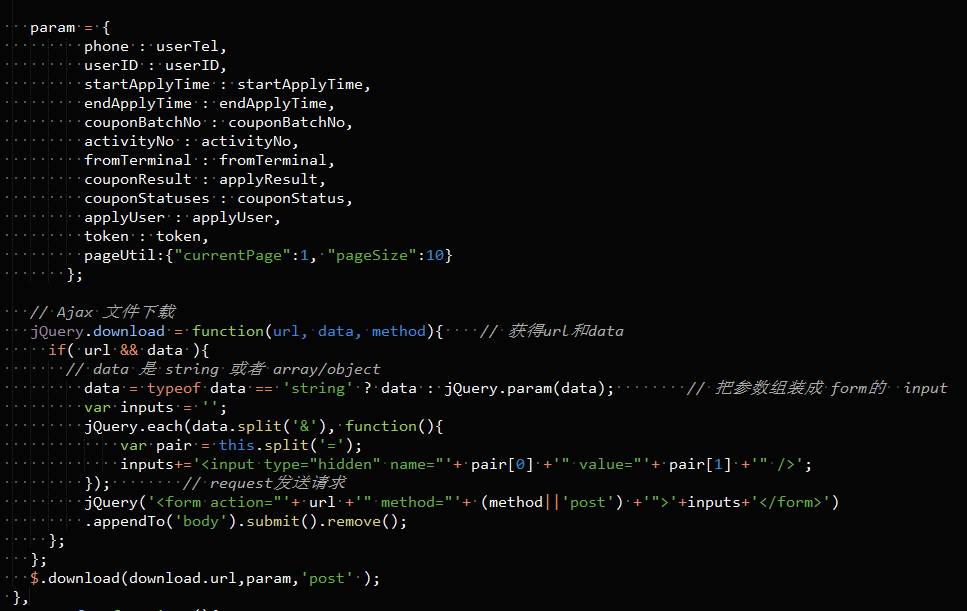 param = {
phone : userTel,
userID : userID,
startApplyTime : startApplyTime,
endApplyTime : endApplyTime,
couponBatchNo : couponBatchNo,
activityNo : activityNo,
fromTerminal : fromTerminal,
couponResult : applyResult,
couponStatuses : couponStatus,
applyUser : applyUser,
token : token,
pageUtil:{"currentPage":1, "pageSize":10}
};
// Ajax 文件下载
jQuery.download = function(url, data, method){    // 获得url和data
if( url && data ){
// data 是 string 或者 array/object
data = typeof data == 'string' ? data : jQuery.param(data);        // 把参数组装成 form的  input
var inputs = '';
jQuery.each(data.split('&'), function(){
var pair = this.split('=');
inputs+='<input type="hidden" name="'+ pair[0] +'" value="'+ pair[1] +'" />';
});        // request发送请求
jQuery('<form action="'+ url +'" method="'+ (method||'post') +'">'+inputs+'</form>')
.appendTo('body').submit().remove();
};
};
$.download(download.url,param,'post' );
},